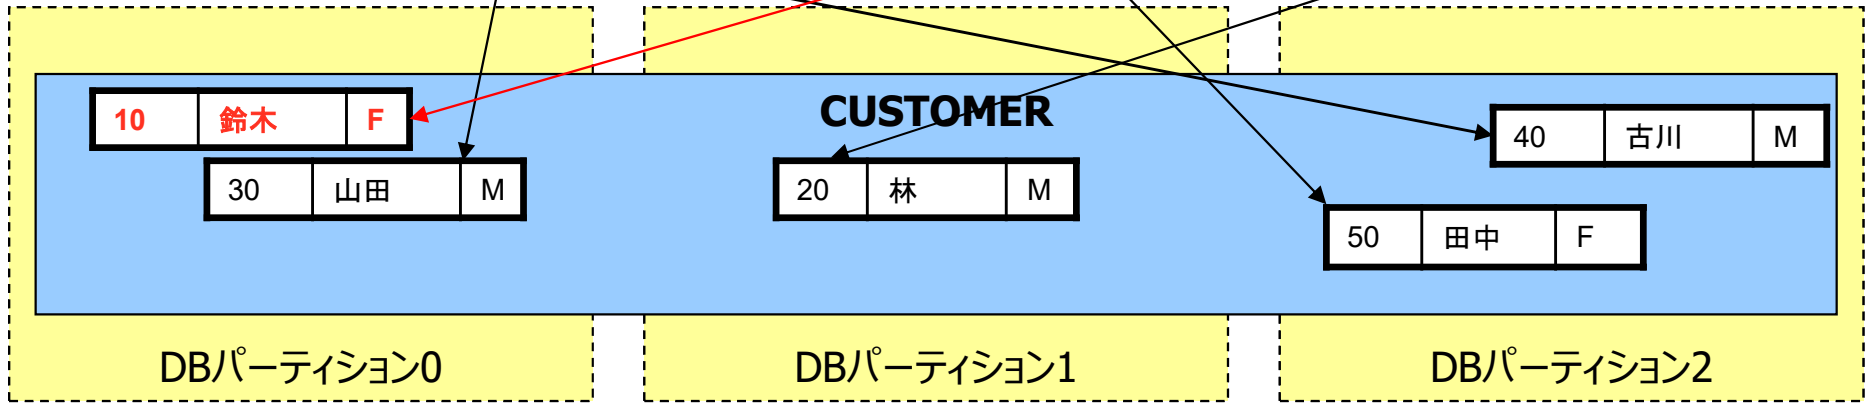 CUSTOMER
10 鈴木 F
30 山田 M
20 林 M
40 古川 M
50 田中 F
DBパーティション0
DBパーティション1
DBパーティション2